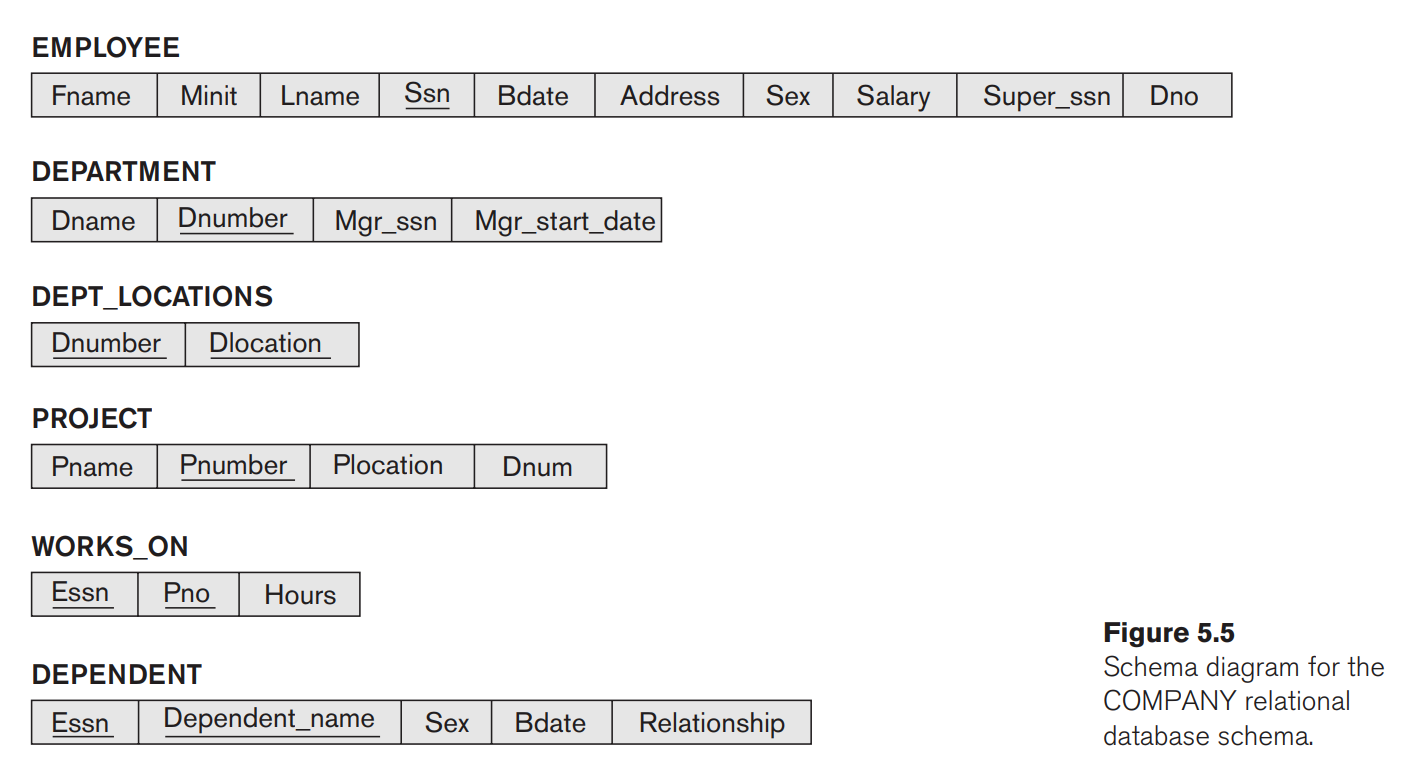 EMPLOYEE
Fname Minit Lname Ssn Bdate Address Sex Salary Super_ssn Dno
DEPARTMENT
Dname Dnumber Mgr_ssn Mgr_start_date
DEPT_LOCATIONS
Dnumber Dlocation
PROJECT
Pname Pnumber Plocation Dnum
WORKS_ON
Essn Pno Hours
DEPENDENT
Essn Dependent_name Sex Bdate Relationship
Figure 5.5
Schema diagram for the
COMPANY relational
database schema.